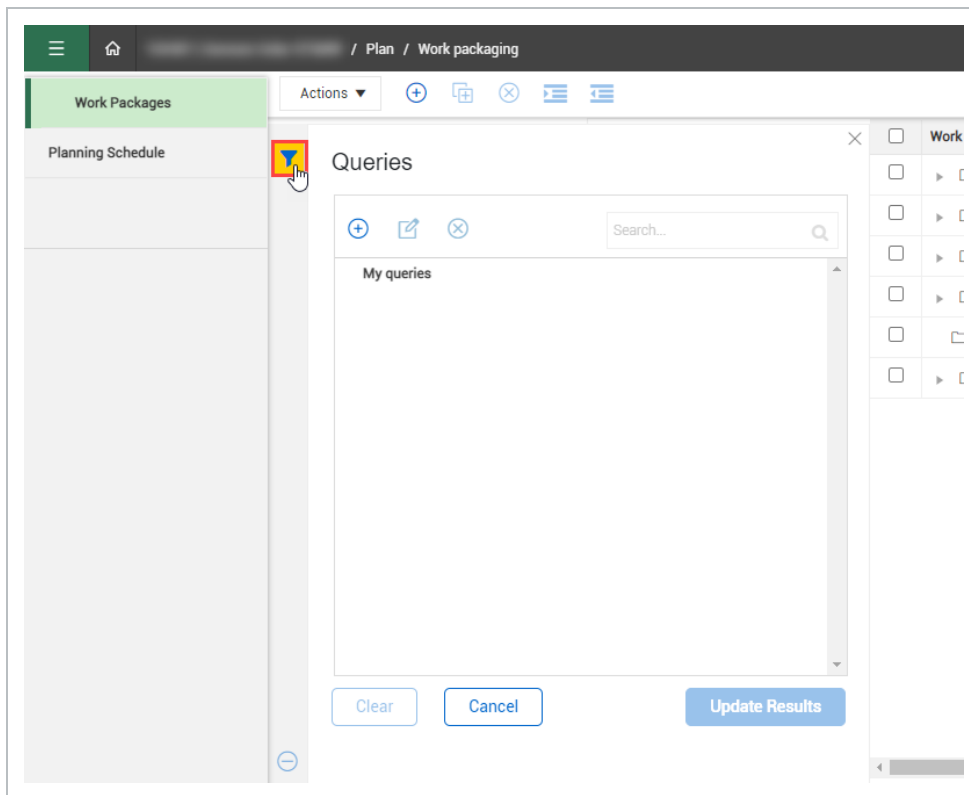 / Plan / Work packaging
Work Packages
Actions
Planning Schedule
Work
Queries
Search...
My queries
Clear
Cancel
Update Results